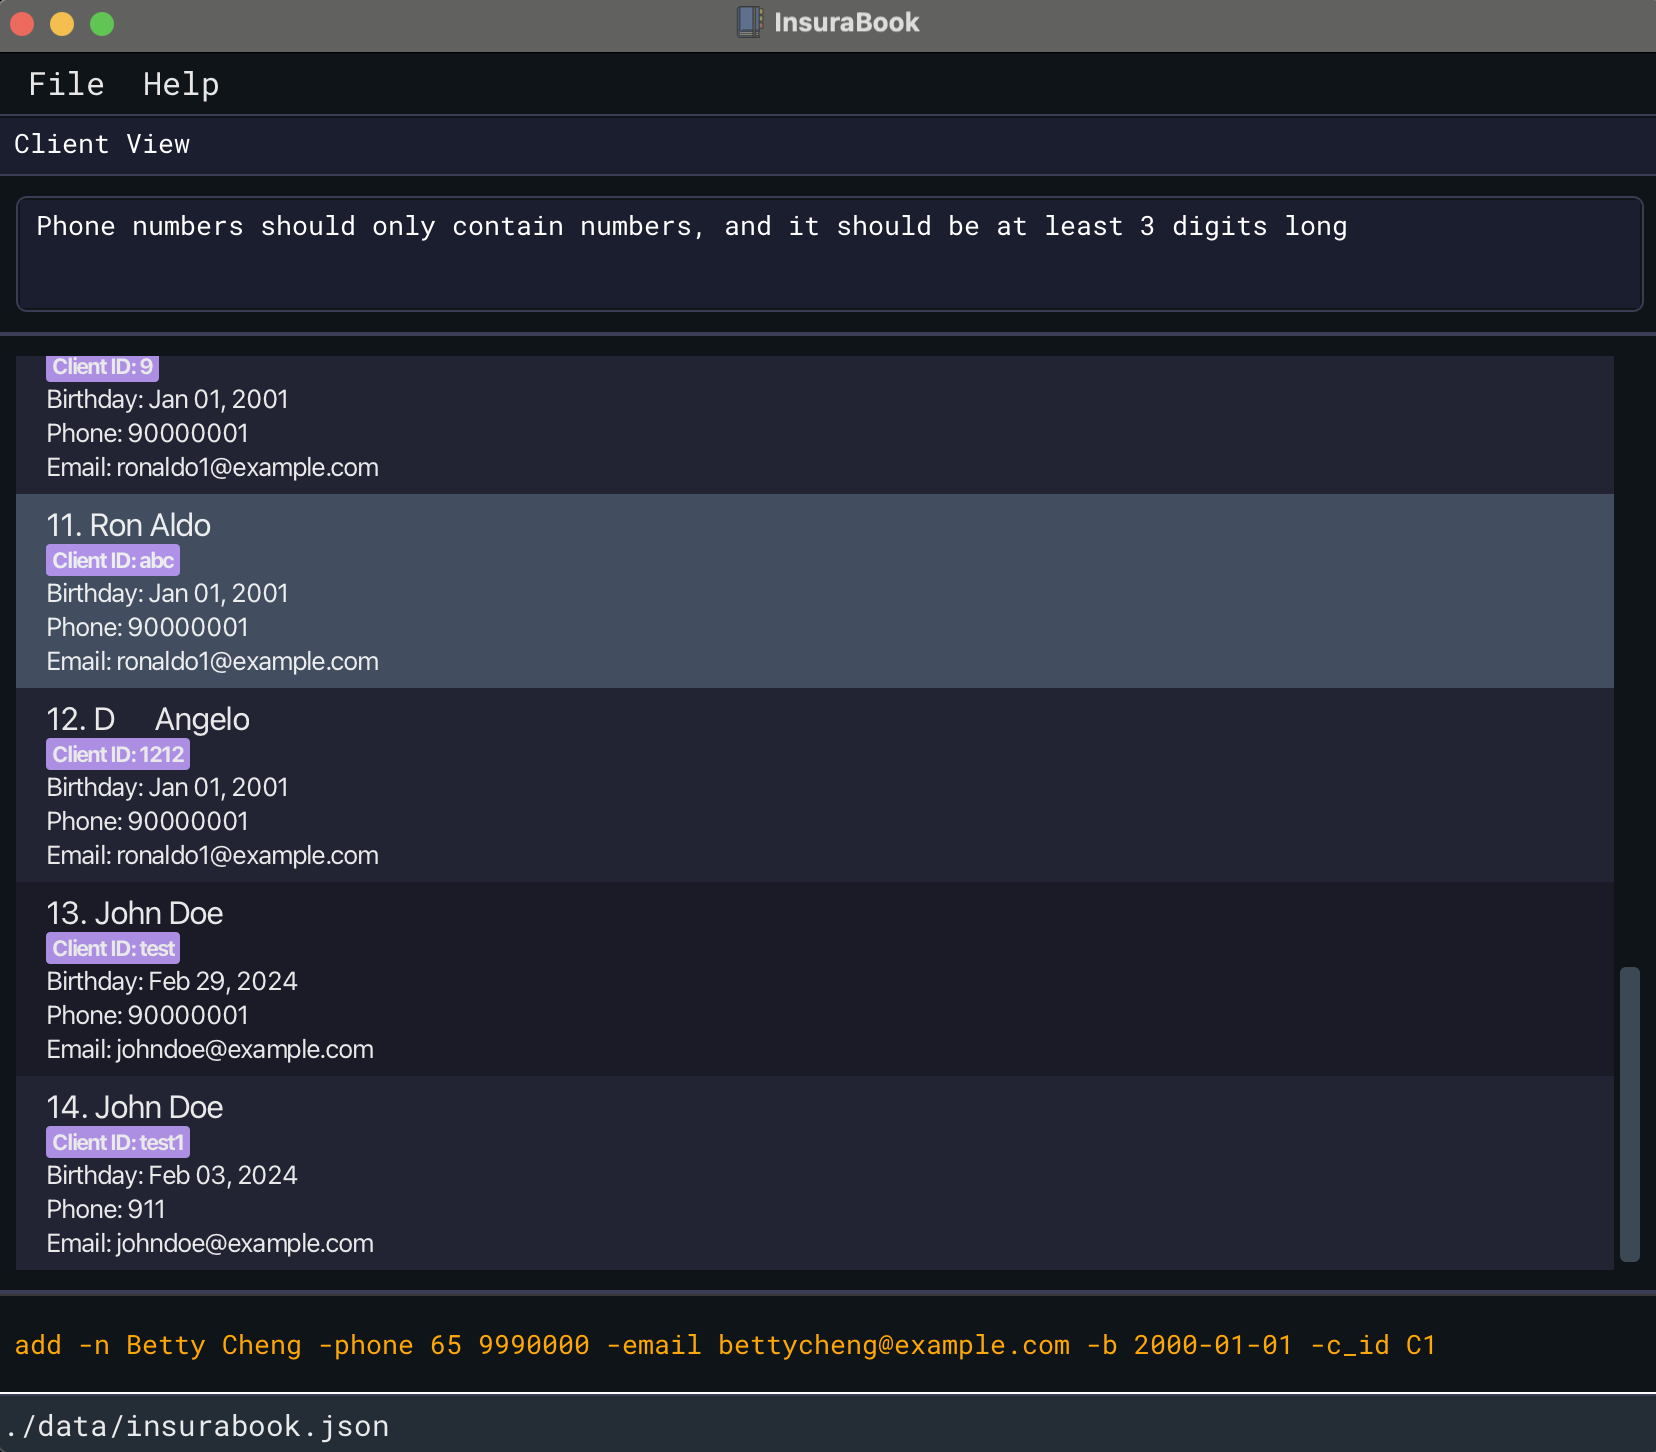 InsuraBook
File Help
Client View
Phone numbers should only contain numbers, and it should be at least 3 digits long
Client ID: 9
Birthday: Jan 01, 2001
Phone: 90000001
Email: ronaldo1@example.com
11. Ron Aldo
Client ID: abc
Birthday: Jan 01, 2001
Phone: 90000001
Email: ronaldo1@example.com
12. D     Angelo
Client ID: 1212
Birthday: Jan 01, 2001
Phone: 90000001
Email: ronaldo1@example.com
13. John Doe
Client ID: test
Birthday: Feb 29, 2024
Phone: 90000001
Email: johndoe@example.com
14. John Doe
Client ID: test1
Birthday: Feb 03, 2024
Phone: 911
Email: johndoe@example.com
add -n Betty Cheng -phone 65 9990000 -email bettycheng@example.com -b 2000-01-01 -c_id C1
./data/insurabook.json